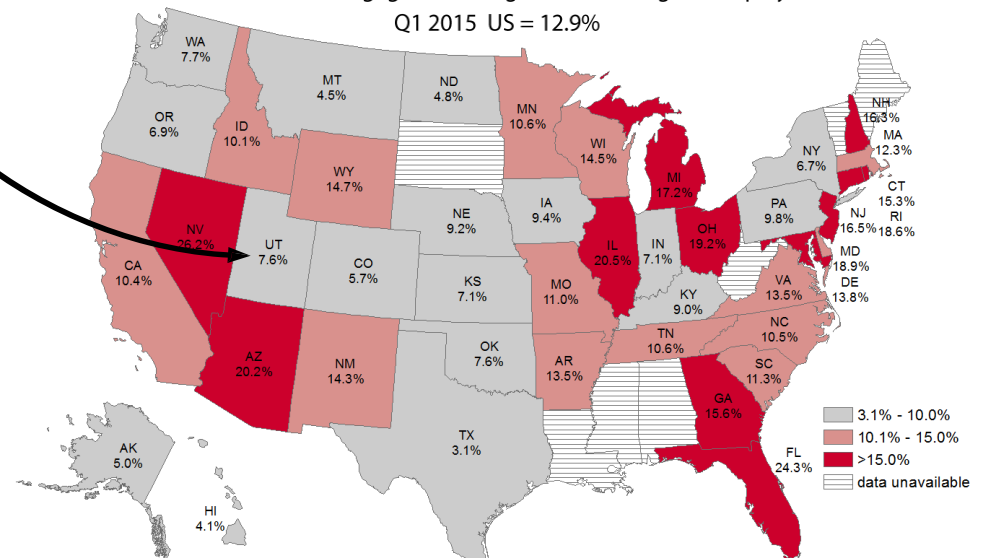 Q1 2015 US = 12.9%
WA
7.7%
OR
6.9%
ID
10.1%
MT
4.5%
ND
4.8%
MN
10.6%
WI
14.5%
MI
17.2%
NY
6.7%
NH
16.3%
MA
12.3%
CT
15.3%
RI
18.6%
NJ
16.5%
MD
18.9%
DE
13.8%
PA
9.8%
WY
14.7%
NV
26.2%
UT
7.6%
CA
10.4%
CO
5.7%
NE
9.2%
IA
9.4%
IL
20.5%
IN
7.1%
OH
19.2%
KS
7.1%
MO
11.0%
KY
9.0%
VA
13.5%
NC
10.5%
TN
10.6%
SC
11.3%
AZ
20.2%
NM
14.3%
OK
7.6%
AR
13.5%
GA
15.6%
TX
3.1%
FL
24.3%
AK
5.0%
HI
4.1%
3.1% - 10.0%
10.1% - 15.0%
>15.0%
data unavailable